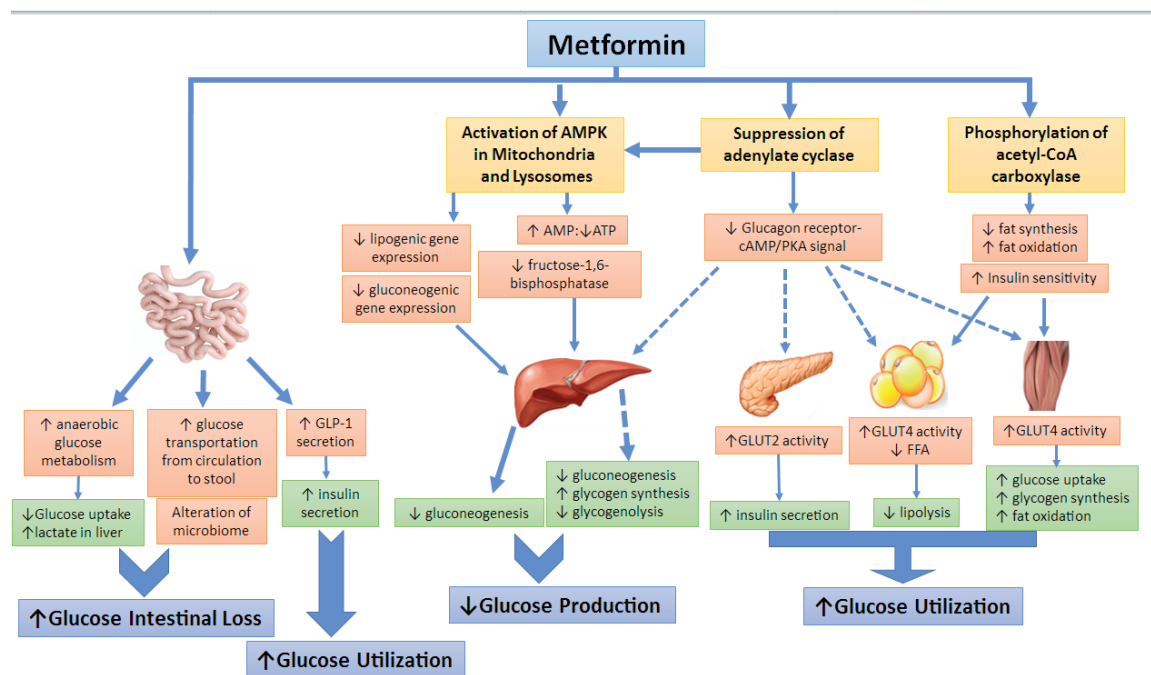 Metformin
Activation of AMPK
in Mitochondria
and Lysosomes
Suppression of
adenylate cyclase
Phosphorylation of
acetyl-CoA
carboxylase
↓ lipogenic gene
expression
↓ gluconeogenic
gene expression
↑ AMP:↓ATP
↓ fructose-1,6-
bisphosphatase
↓ Glucagon receptor-
cAMP/PKA signal
↓ fat synthesis
↑ fat oxidation
↑ Insulin sensitivity
↑ anaerobic
glucose
metabolism
↑ glucose
transportation
from circulation
to stool
↑ GLP-1
secretion
↓Glucose uptake
↑lactate in liver
Alteration of
microbiome
↑ insulin
secretion
↓ gluconeogenesis
↓ gluconeogenesis
↑ glycogen synthesis
↓ glycogenolysis
↑GLUT2 activity
↑ insulin secretion
↑GLUT4 activity
↓ FFA
↓ lipolysis
↑GLUT4 activity
↑ glucose uptake
↑ glycogen synthesis
↑ fat oxidation
↑Glucose Intestinal Loss
↑Glucose Utilization
↓Glucose Production
↑Glucose Utilization